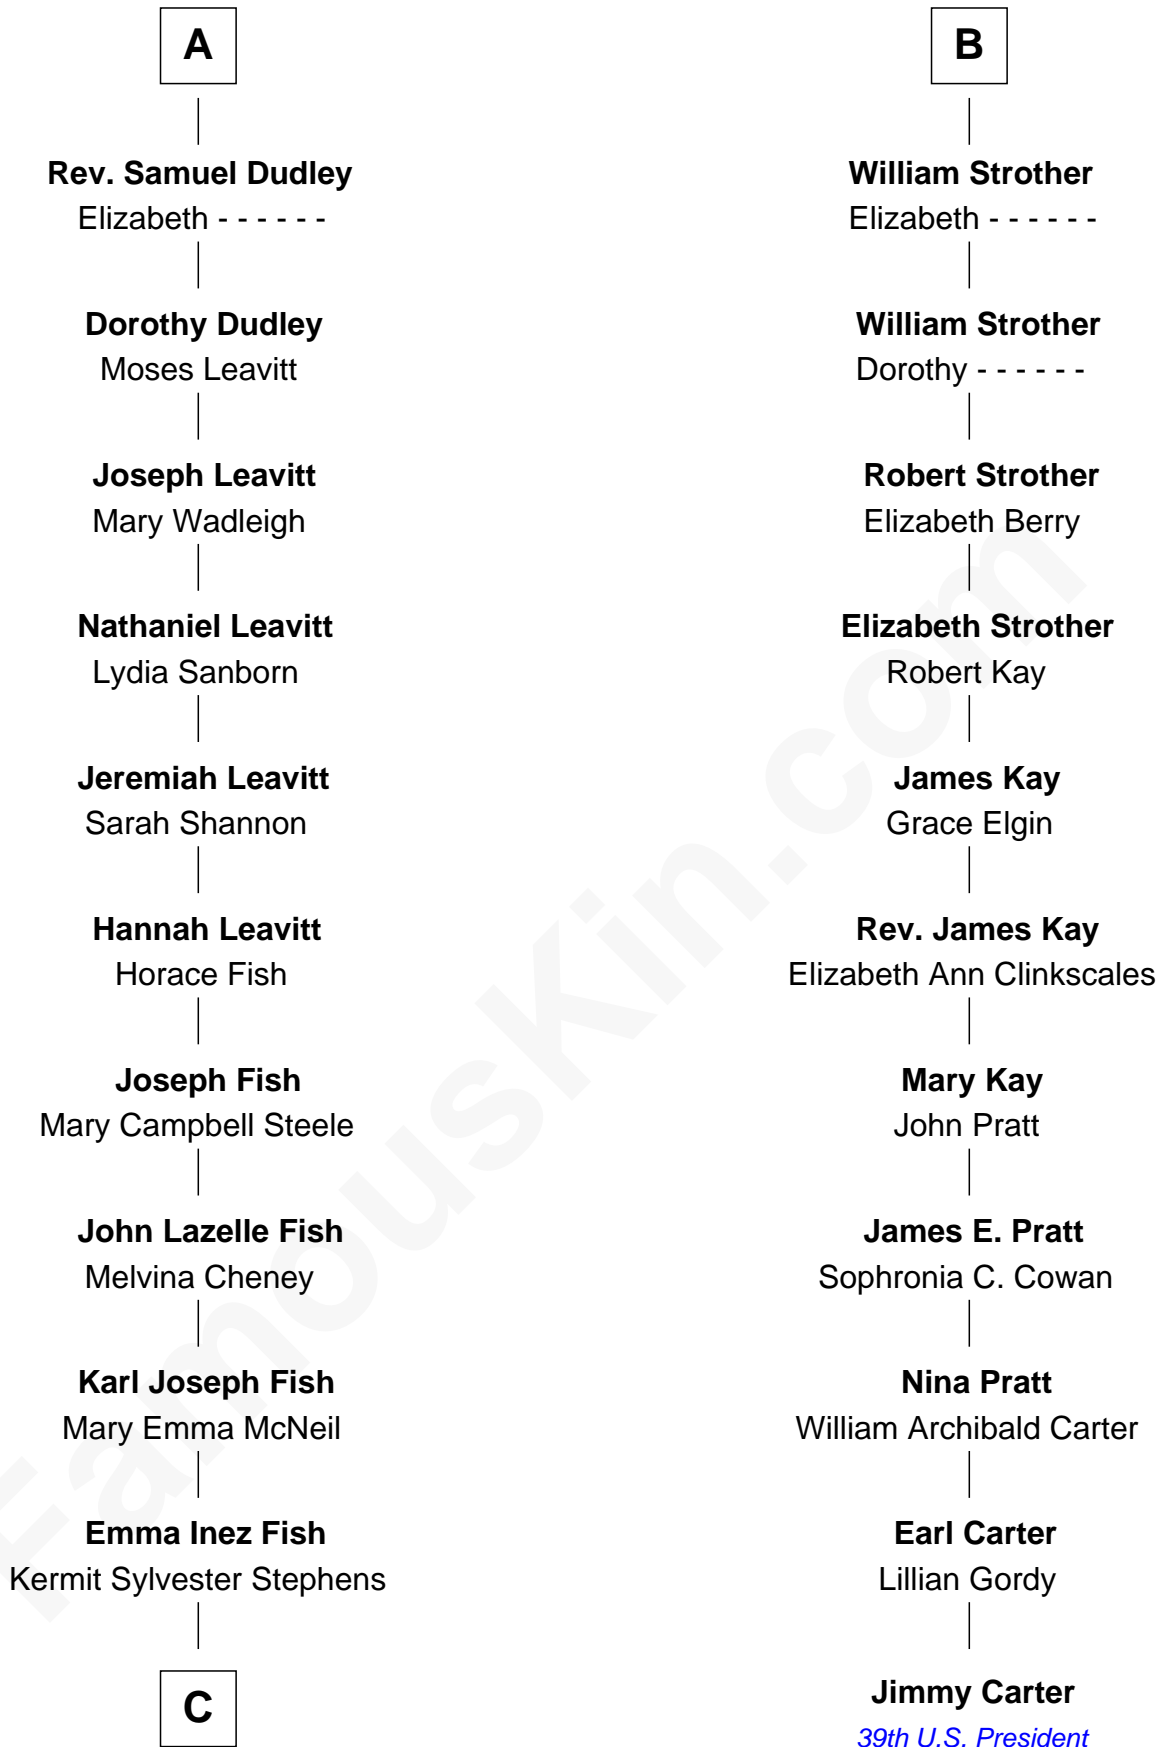 A
Rev. Samuel Dudley
Elizabeth - - - - - -
Dorothy Dudley
Moses Leavitt
Joseph Leavitt
Mary Wadleigh
Nathaniel Leavitt
Lydia Sanborn
Jeremiah Leavitt
Sarah Shannon
Hannah Leavitt
Horace Fish
Joseph Fish
Mary Campbell Steele
John Lazelle Fish
Melvina Cheney
Karl Joseph Fish
Mary Emma McNeil
Emma Inez Fish
Kermit Sylvester Stephens
C
B
William Strother
Elizabeth - - - - - -
William Strother
Dorothy - - - - - -
Robert Strother
Elizabeth Berry
Elizabeth Strother
Robert Kay
James Kay
Grace Elgin
Rev. James Kay
Elizabeth Ann Clinkscales
Mary Kay
John Pratt
James E. Pratt
Sophronia C. Cowan
Nina Pratt
William Archibald Carter
Earl Carter
Lillian Gordy
Jimmy Carter
39th U.S. President
FamousKin.com